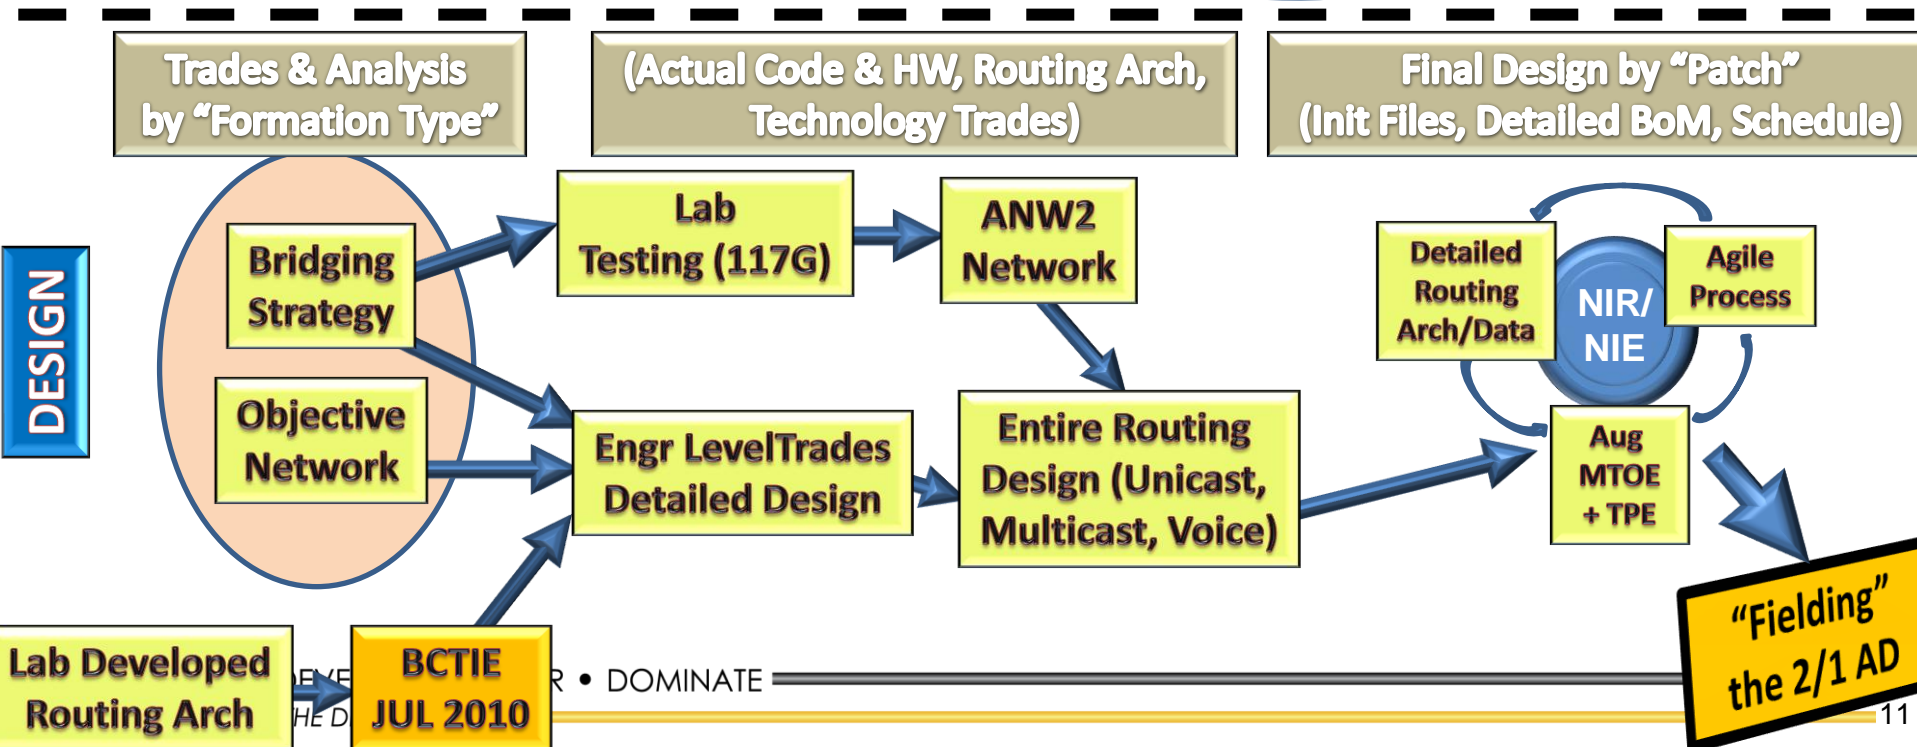 Trades & Analysis
by “Formation Type”
(Actual Code & HW, Routing Arch,
Technology Trades)
Final Design by “Patch”
(Init Files, Detailed BoM, Schedule)
DESIGN
Bridging
Strategy
Objective
Network
Lab
Testing (117G)
ANW2
Network
Engr LevelTrades
Detailed Design
Entire Routing
Design (Unicast,
Multicast, Voice)
Detailed
Routing
Arch/Data
NIR/
NIE
Agile
Process
Aug
MTOE
+ TPE
“Fielding”
the 2/1 AD
Lab Developed
Routing Arch
BCTIE
JUL 2010
R • DOMINATE
HE D
11